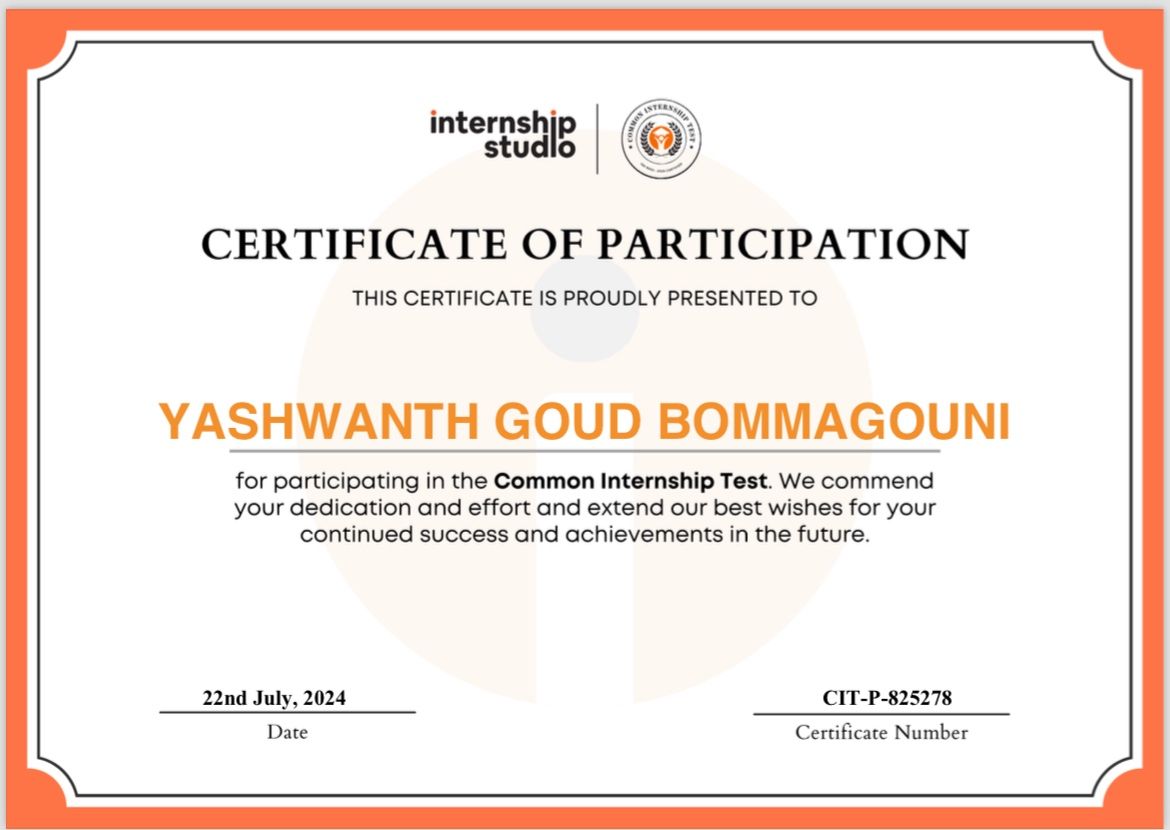 internship
studio
COMMON INTERNSHIP TEST
CERTIFICATE OF PARTICIPATION
THIS CERTIFICATE IS PROUDLY PRESENTED TO
YASHWANTH GOUD BOMMAGOUNI
for participating in the Common Internship Test. We commend
your dedication and effort and extend our best wishes for your
continued success and achievements in the future.
22nd July, 2024
Date
CIT-P-825278
Certificate Number